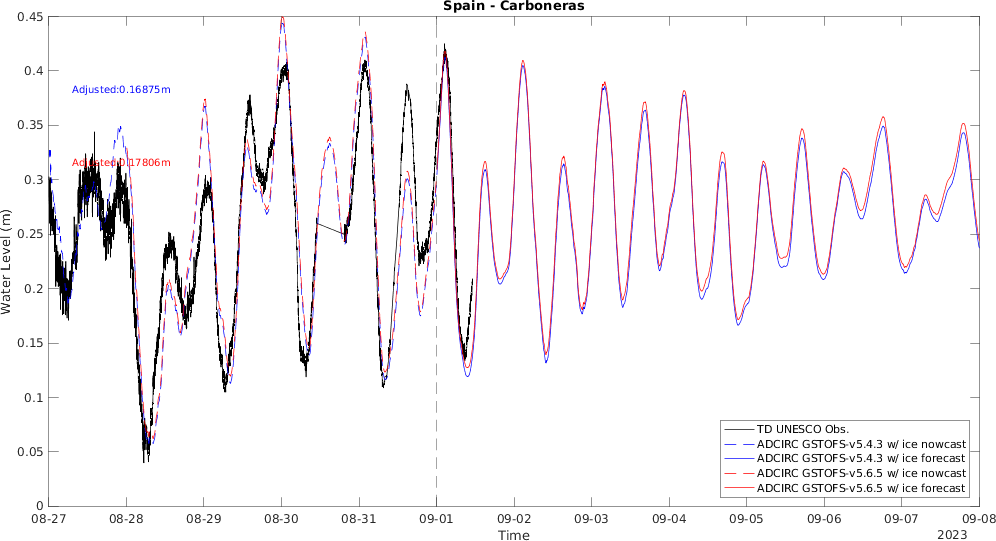 Spain - Carboneras
0.45
0.4
0.35
0.3
0.25
0.2
0.15
0.1
0.05
0
Water Level (m)
Adjusted:0.16875m
Adjusted:0.17806m
TD UNESCO Obs.
ADCIRC GSTOFS-v5.4.3 w/ ice nowcast
ADCIRC GSTOFS-v5.4.3 w/ ice forecast
ADCIRC GSTOFS-v5.6.5 w/ ice nowcast
ADCIRC GSTOFS-v5.6.5 w/ ice forecast
08-27 08-28 08-29 08-30 08-31 09-01 09-02 09-03 09-04 09-05 09-06 09-07 09-08
Time
2023